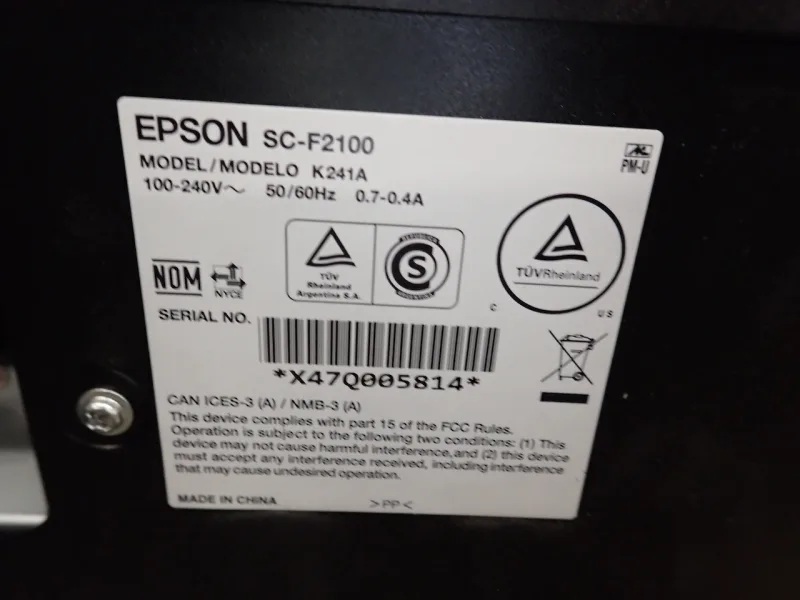 EPSON SC-F2100
MODEL/MODELO K241A
100-240V～ 50/60Hz 0.7-0.4A
PM-U
TÜV
Rheinland
Argentina S.A.
S
TÜVRheinland
C US
NOM
NYCE
SERIAL NO.
*X47Q005814*
CAN ICES-3 (A) / NMB-3 (A)
This device complies with part 15 of the FCC Rules.
Operation is subject to the following two conditions: (1) This
device may not cause harmful interference,and (2) this device
must accept any interference received, including interference
that may cause undesired operation.
MADE IN CHINA
>PP<